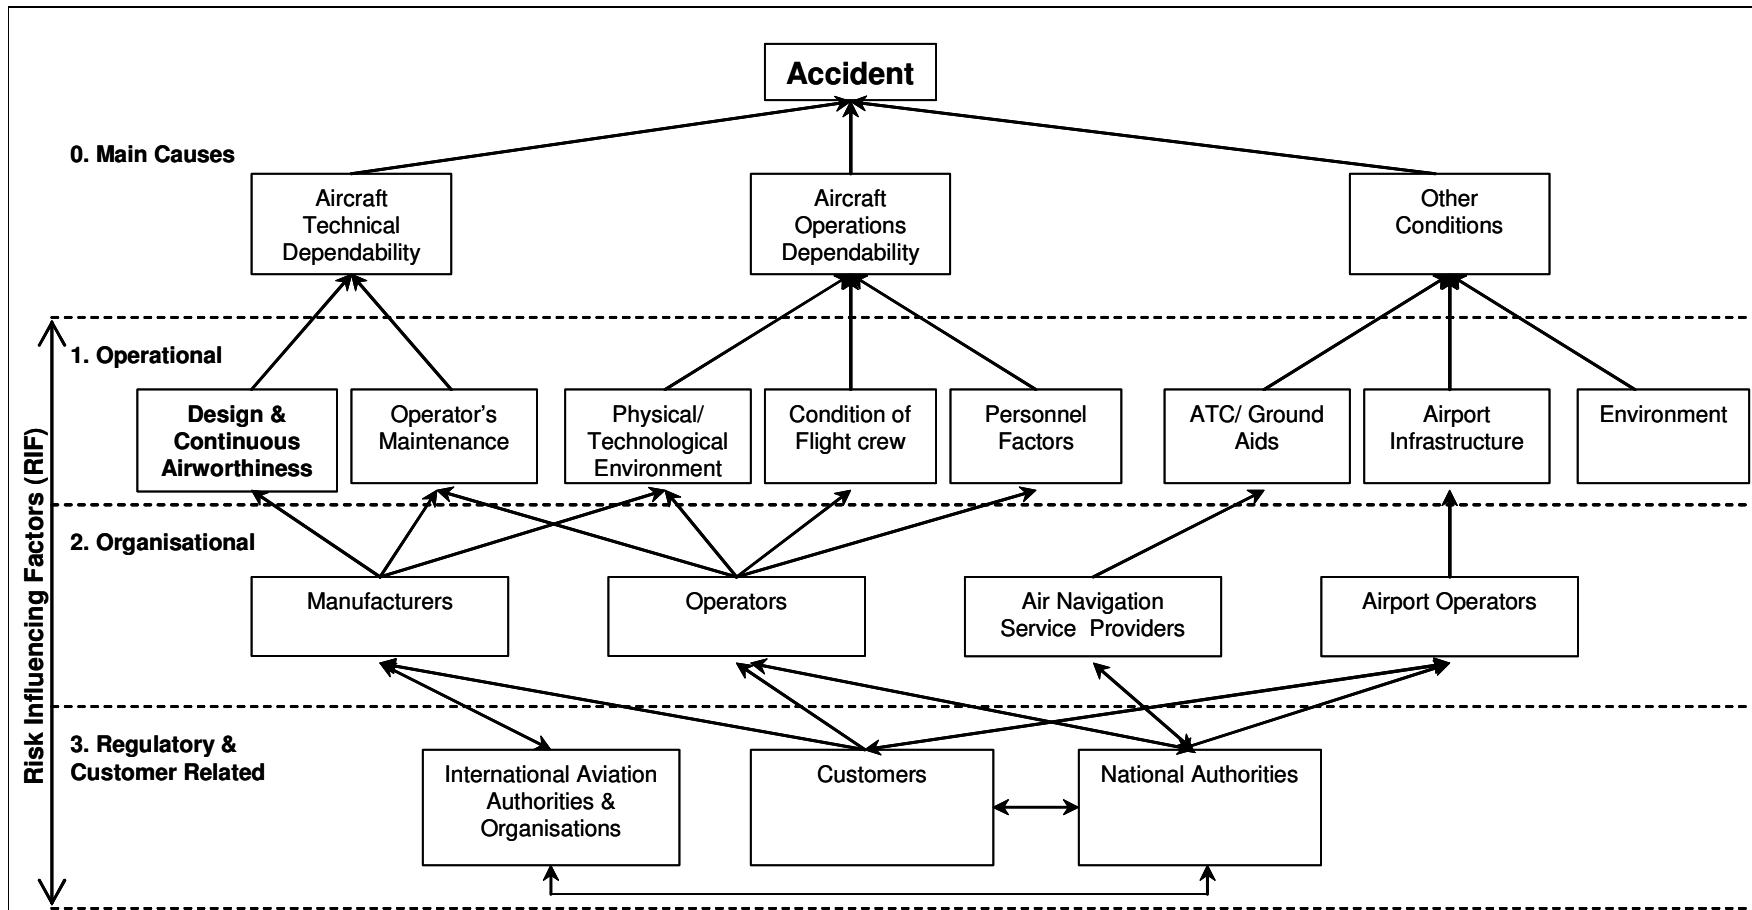 Accident
0. Main Causes
Aircraft
Technical
Dependability
Aircraft
Operations
Dependability
Other
Conditions
Risk Influencing Factors (RIF)
1. Operational
Design &
Continuous
Airworthiness
Operator's
Maintenance
Physical/
Technological
Environment
Condition of
Flight crew
Personnel
Factors
ATC/ Ground
Aids
Airport
Infrastructure
Environment
2. Organisational
Manufacturers
Operators
Air Navigation
Service Providers
Airport Operators
3. Regulatory &
Customer Related
International Aviation
Authorities &
Organisations
Customers
National Authorities